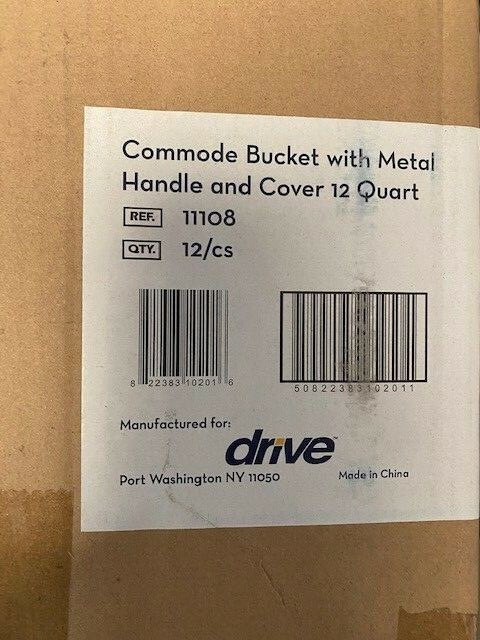 Commode Bucket with Metal
Handle and Cover 12 Quart
REF. 11108
QTY. 12/cs
8 22383 10201 6
50822383102011
Manufactured for:
drive™
Port Washington NY 11050
Made in China